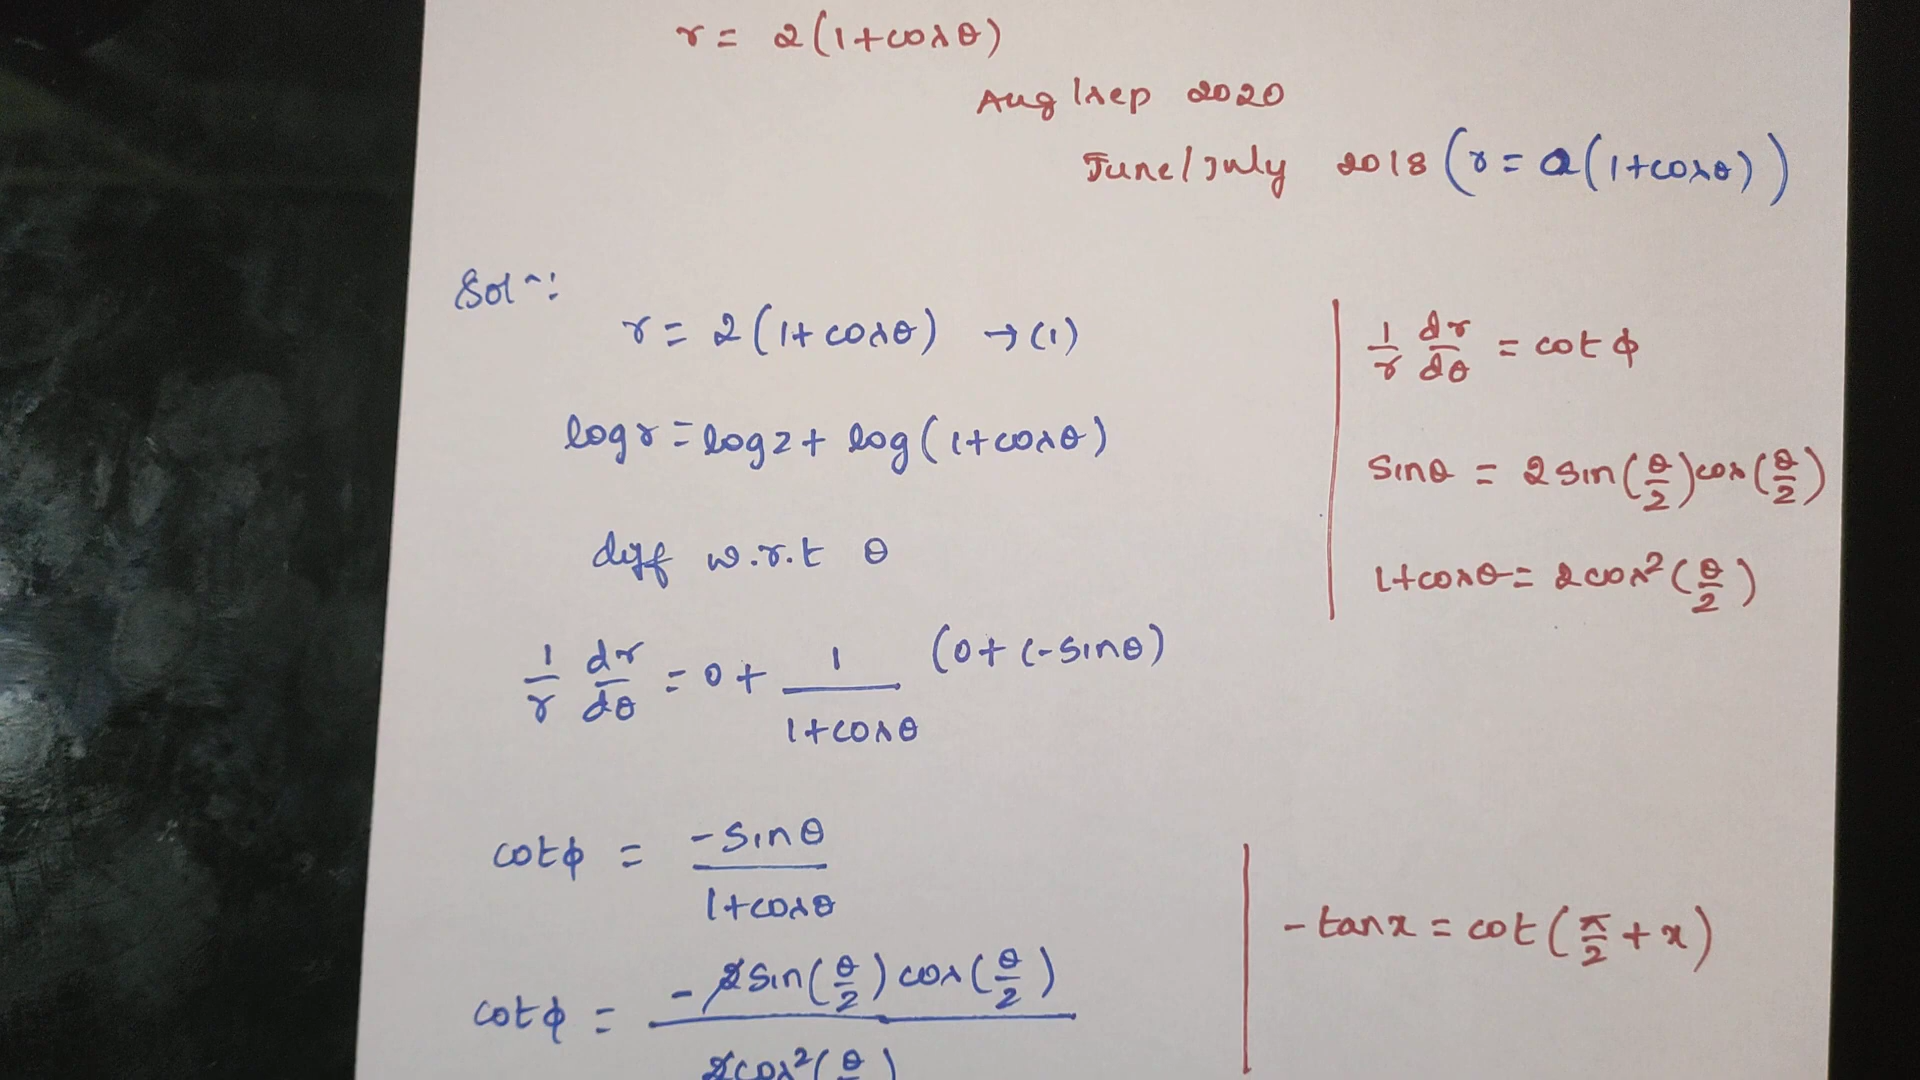 r = 2(1+cosθ)
Aug/sep 2020
June/July 2018 (r = a(1+cosθ))
Solⁿ:
r = 2(1+cosθ) → (1)
log r = log 2 + log(1+cosθ)
diff w.r.t θ
1/r dr/dθ = 0 + 1/(1+cosθ) (0+(-sinθ)
cotϕ = -sinθ/(1+cosθ)
cotϕ = -2sin(θ/2)cos(θ/2)/2cos²(θ/
1/r dr/dθ = cotϕ
sinθ = 2sin(θ/2)cos(θ/2)
1+cosθ = 2cos²(θ/2)
-tanx = cot(π/2+x)